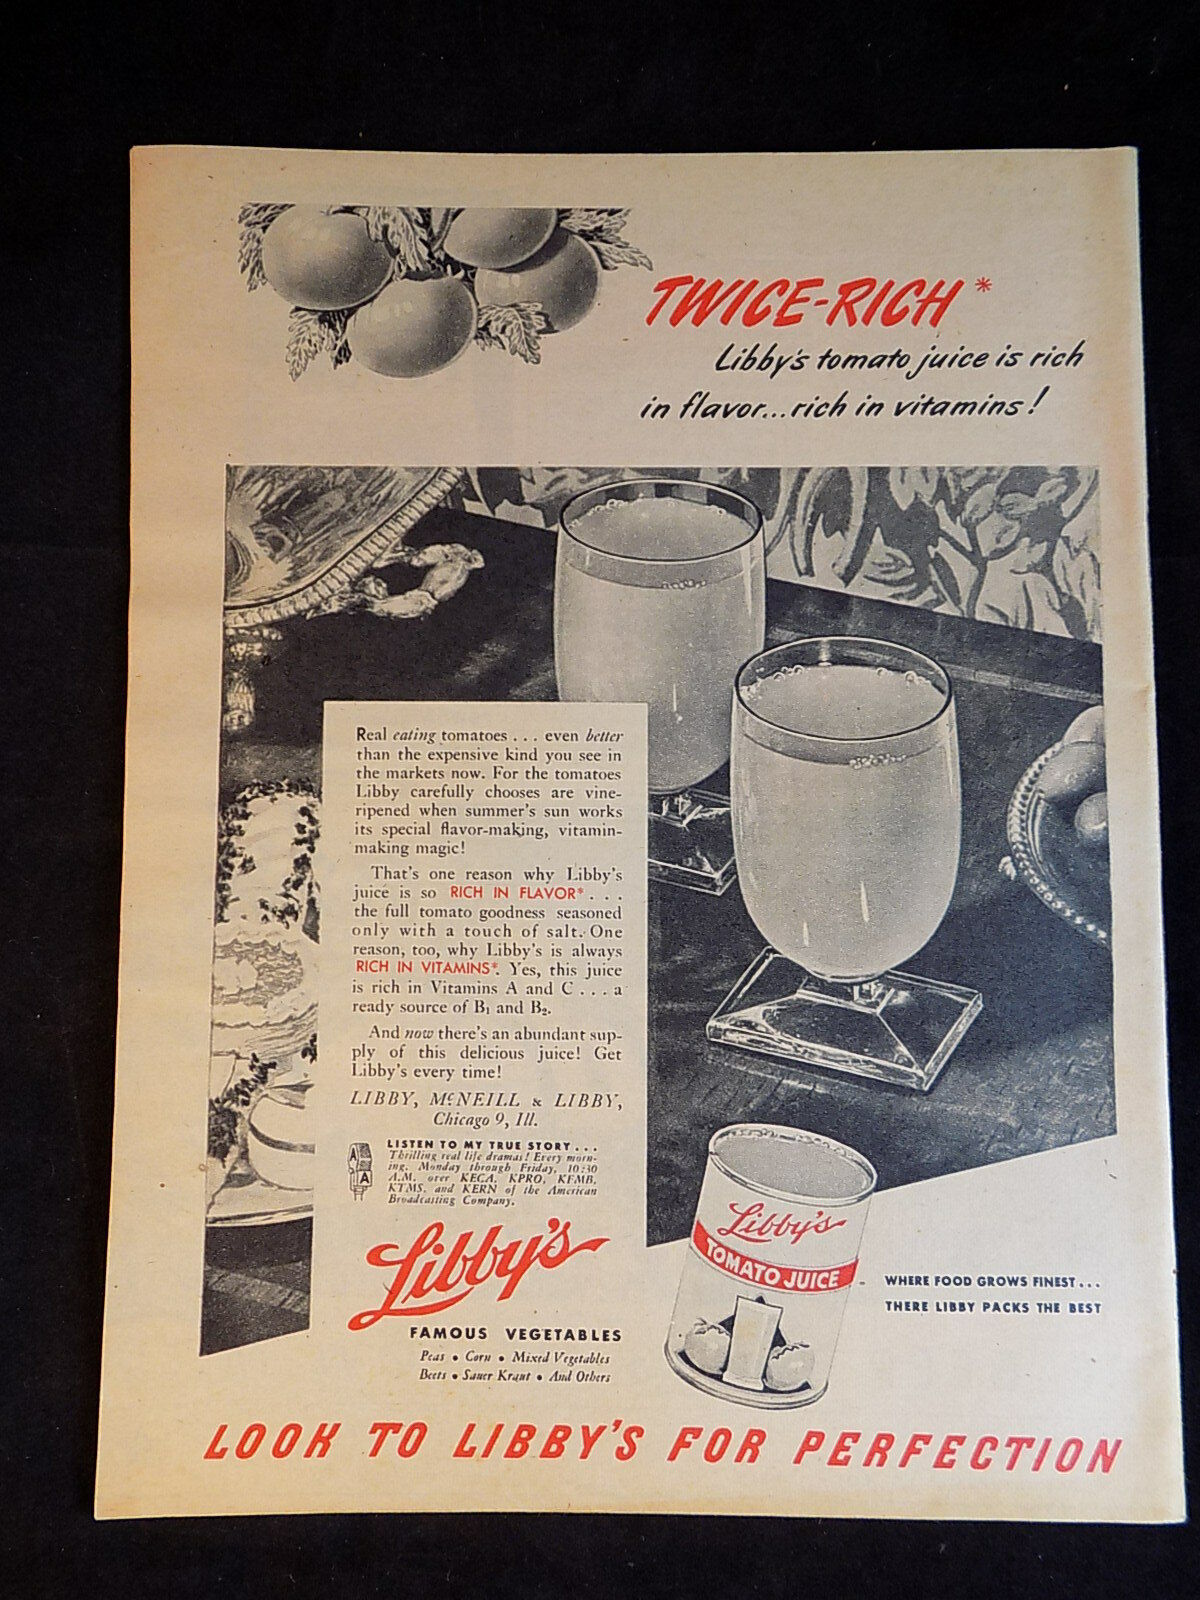 TWICE-RICH*
Libby's tomato juice is rich
in flavor...rich in vitamins!
Real eating tomatoes . . . even better
than the expensive kind you see in
the markets now. For the tomatoes
Libby carefully chooses are vine-
ripened when summer's sun works
its special flavor-making, vitamin-
making magic!
That's one reason why Libby's
juice is so RICH IN FLAVOR* . . .
the full tomato goodness seasoned
only with a touch of salt. One
reason, too, why Libby's is always
RICH IN VITAMINS*. Yes, this juice
is rich in Vitamins A and C . . . a
ready source of B1 and B2.
And now there's an abundant sup-
ply of this delicious juice! Get
Libby's every time!
LIBBY, McNEILL & LIBBY,
Chicago 9, Ill.
A
A
LISTEN TO MY TRUE STORY...
Thrilling real life dramas! Every morn-
ing, Monday through Friday, 10:30
A.M. over KECA, KPRO, KFMB,
KTMS, and KERN of the American
Broadcasting Company.
Libby's
FAMOUS VEGETABLES
Peas • Corn • Mixed Vegetables
Beets • Sauer Kraut • And Others
Libby's
TOMATO JUICE
WHERE FOOD GROWS FINEST...
THERE LIBBY PACKS THE BEST
LOOK TO LIBBY'S FOR PERFECTION